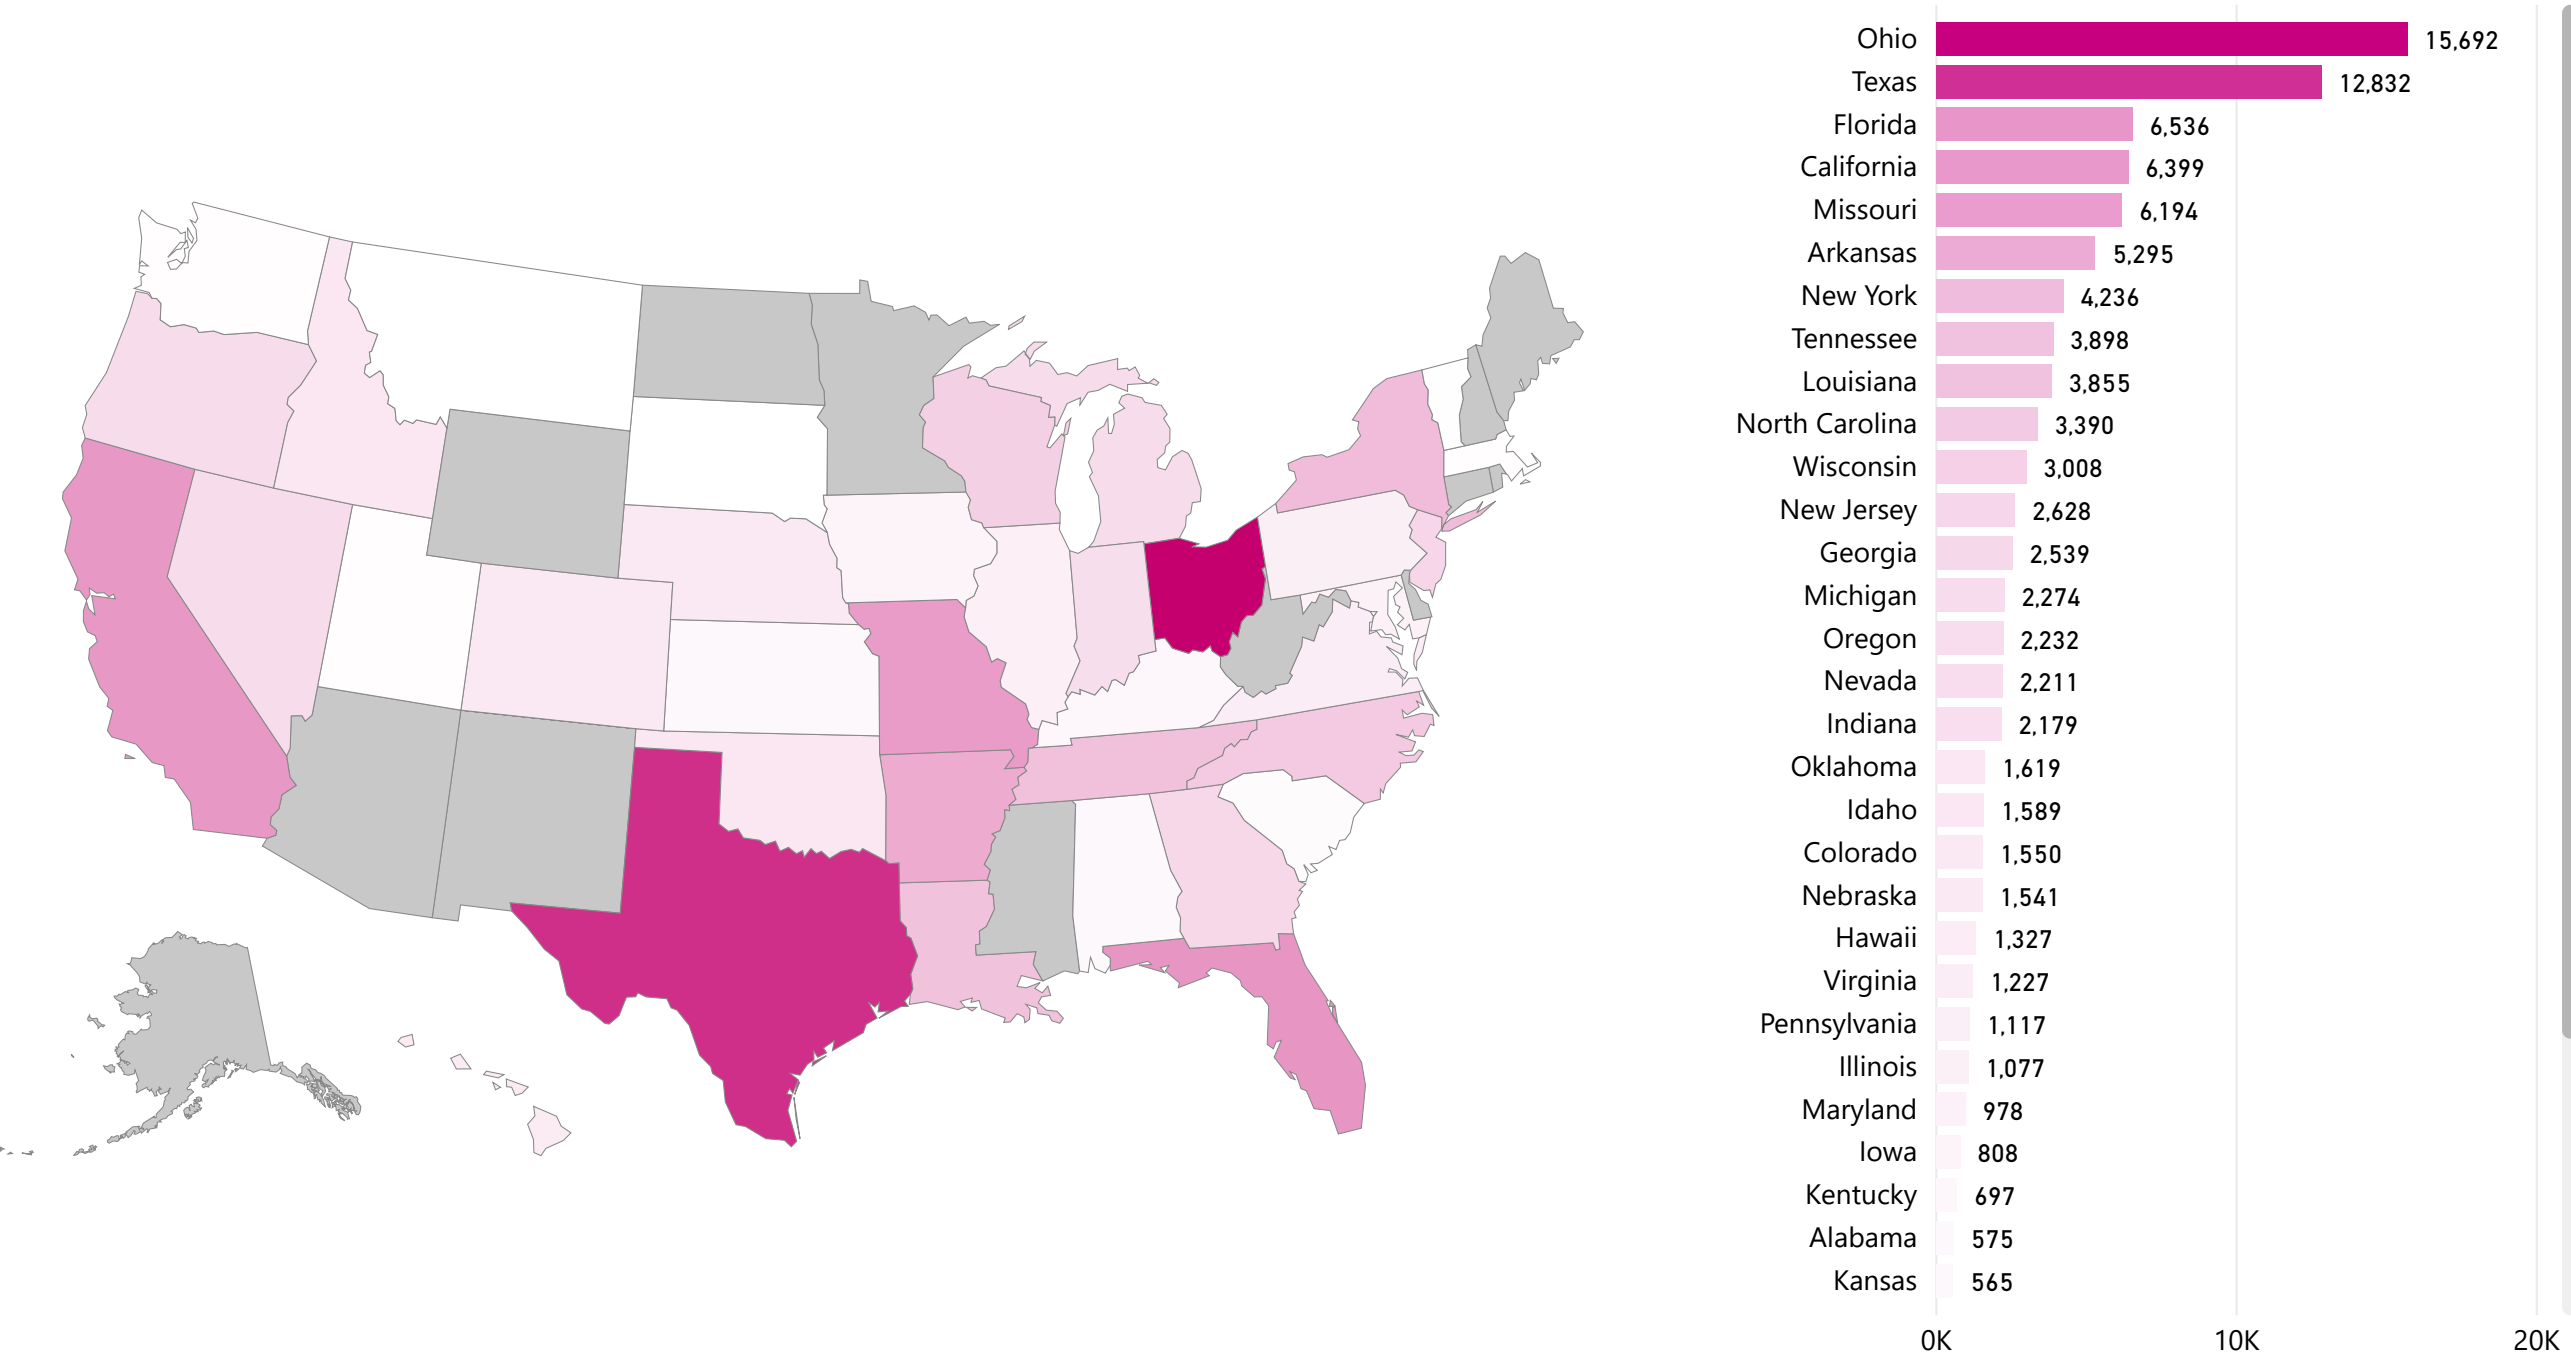 Ohio 15,692
Texas 12,832
Florida 6,536
California 6,399
Missouri 6,194
Arkansas 5,295
New York 4,236
Tennessee 3,898
Louisiana 3,855
North Carolina 3,390
Wisconsin 3,008
New Jersey 2,628
Georgia 2,539
Michigan 2,274
Oregon 2,232
Nevada 2,211
Indiana 2,179
Oklahoma 1,619
Idaho 1,589
Colorado 1,550
Nebraska 1,541
Hawaii 1,327
Virginia 1,227
Pennsylvania 1,117
Illinois 1,077
Maryland 978
Iowa 808
Kentucky 697
Alabama 575
Kansas 565
0K 10K 20K